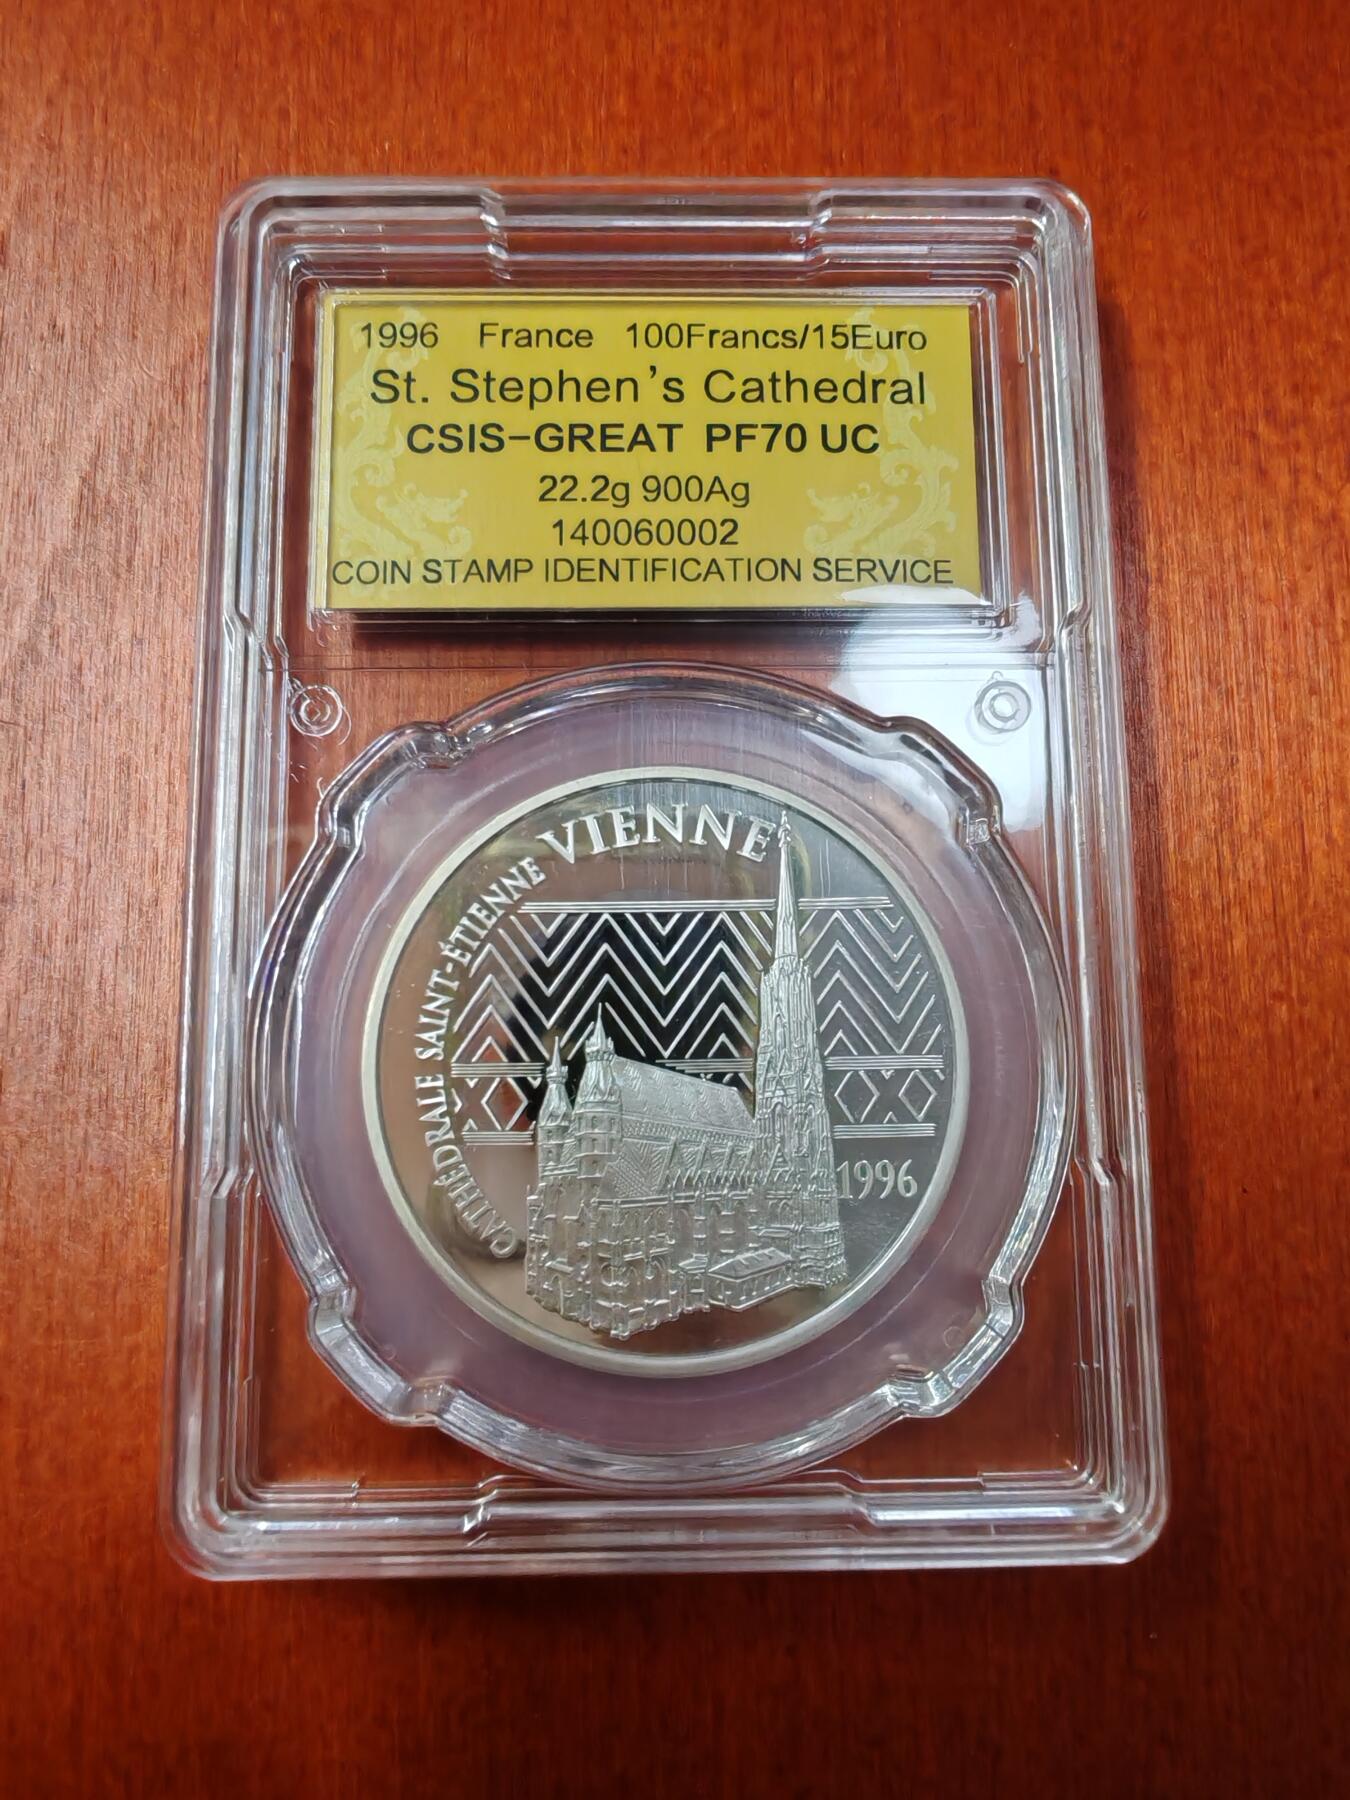 1996 France 100Francs/15Euro
St. Stephen's Cathedral
CSIS-GREAT PF70 UC
22.2g 900Ag
140060002
COIN STAMP IDENTIFICATION SERVICE
CATHÉDRALE SAINT-ÉTIENNE VIENNE
1996